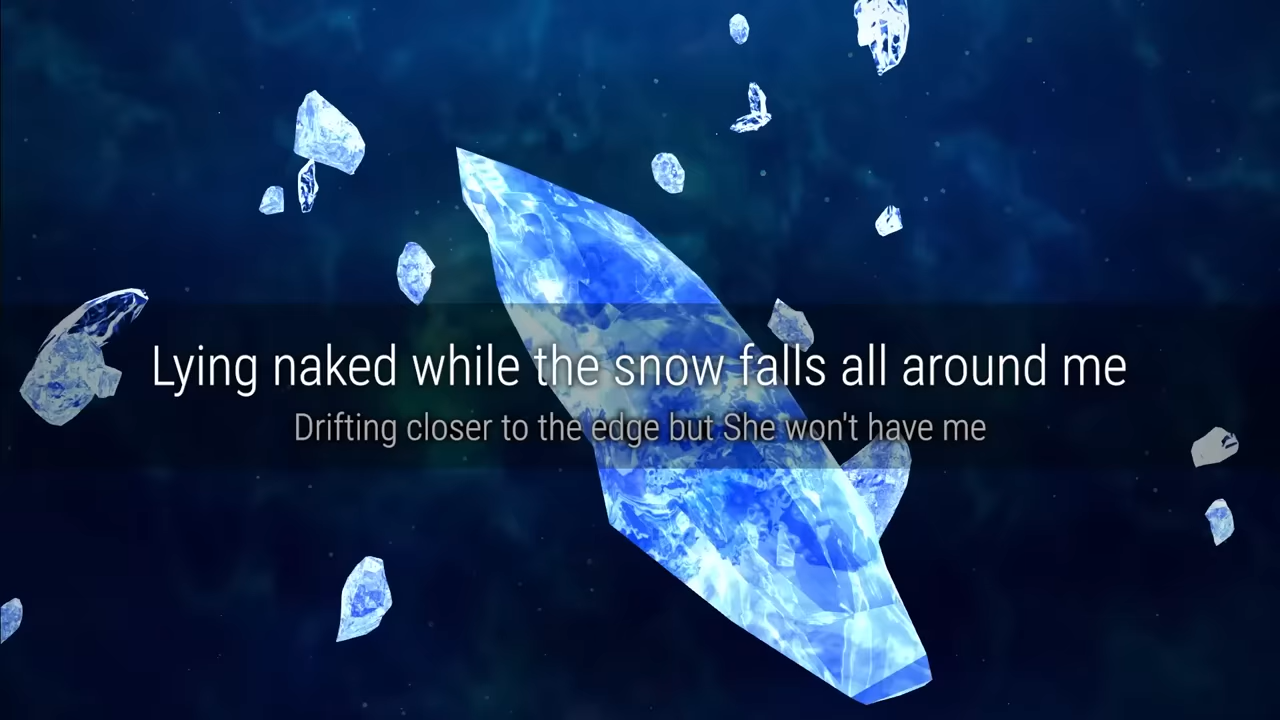 Lying naked while the snow falls all around me
Drifting closer to the edge but She won't have me